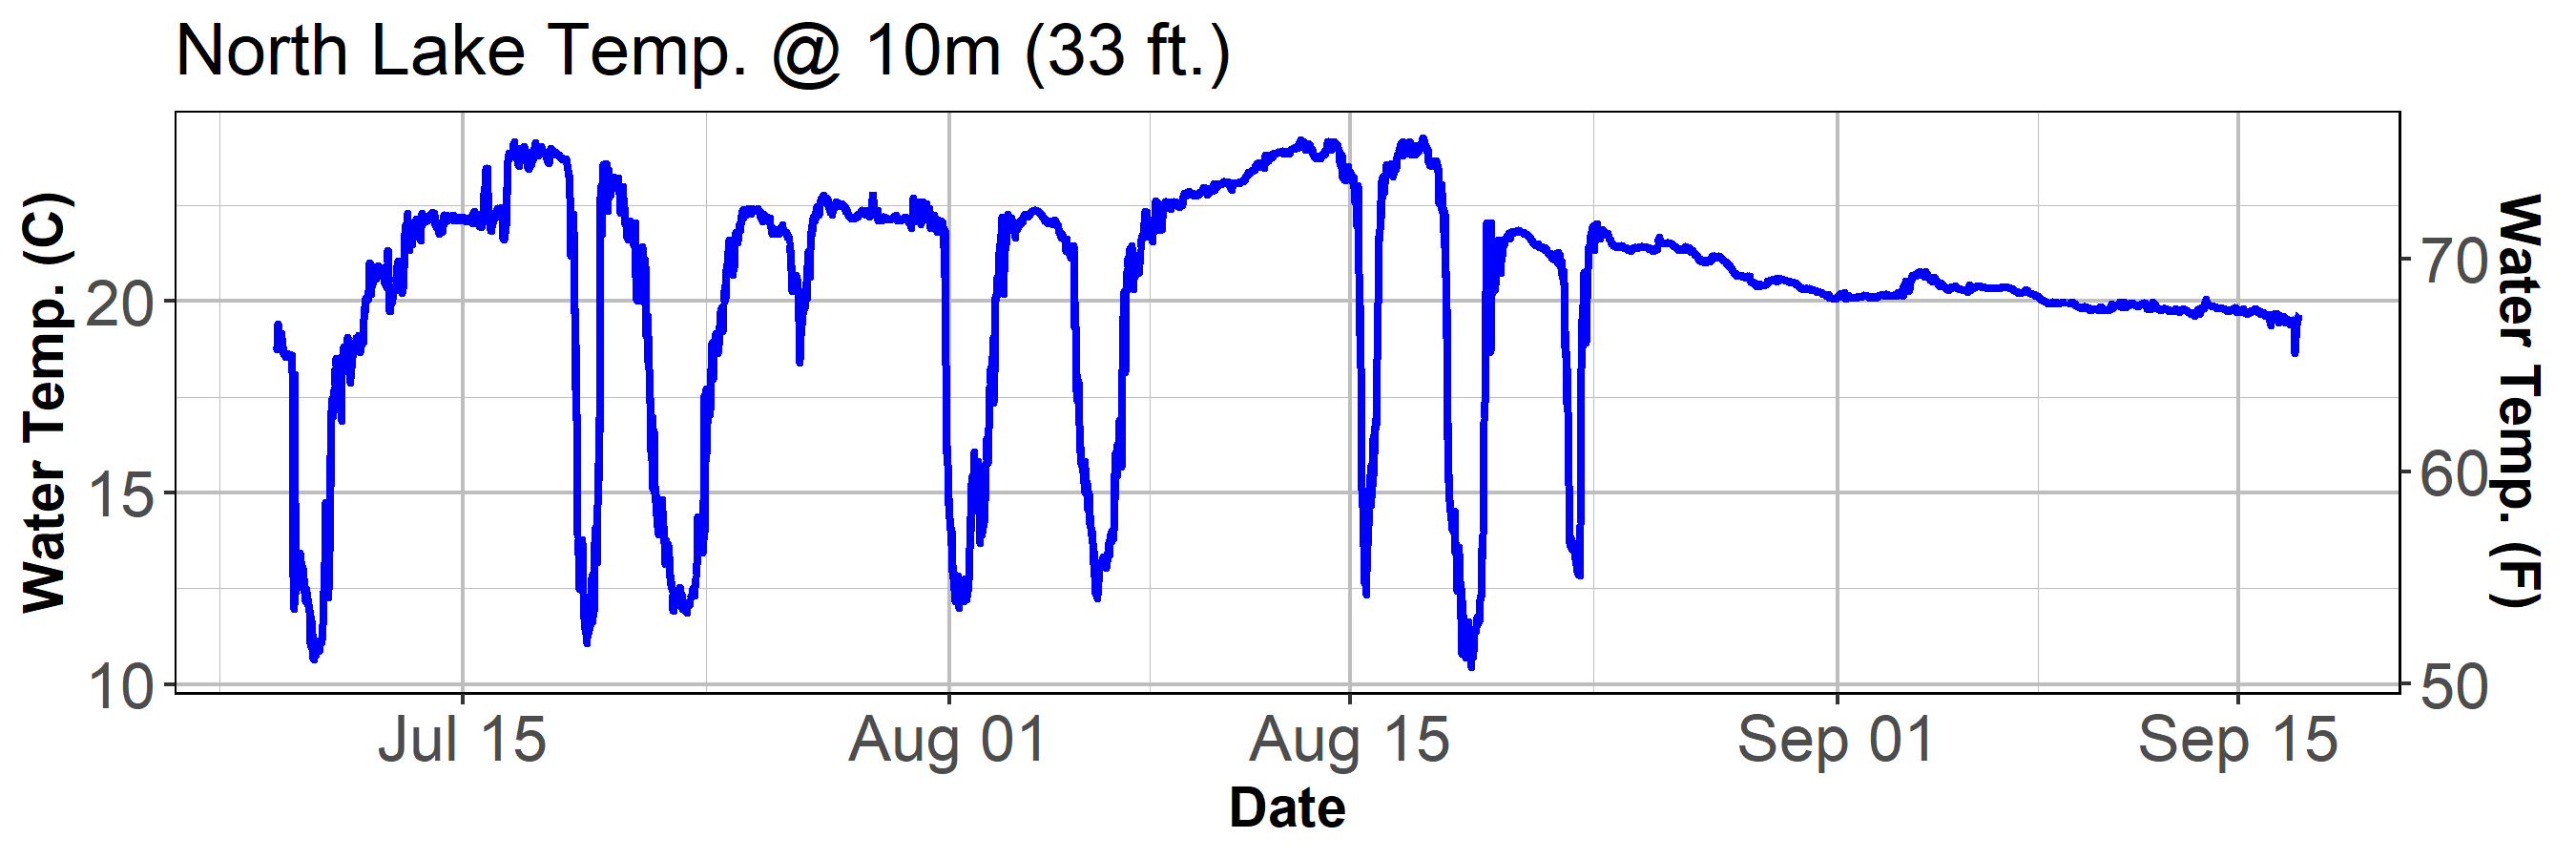 North Lake Temp. @ 10m (33 ft.)
Water Temp. (C)
20
15
10
70
60
50
Water Temp. (F)
Jul 15 Aug 01 Aug 15 Sep 01 Sep 15
Date